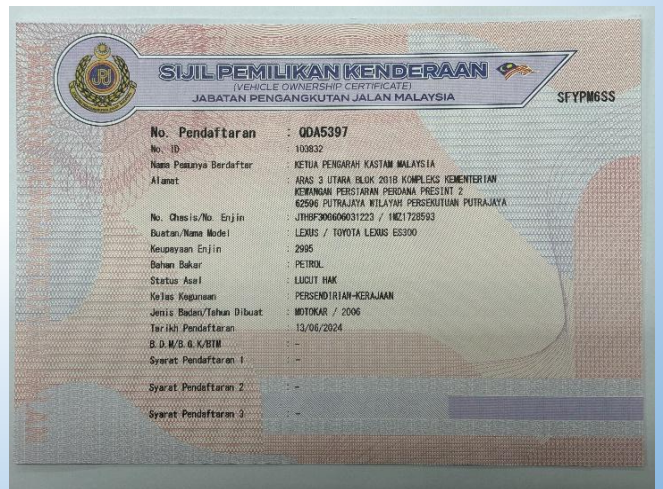 SIJIL PEMILIKAN KENDERAAN
(VEHICLE OWNERSHIP CERTIFICATE)
JABATAN PENGANGKUTAN JALAN MALAYSIA
SFYPM6SS
No. Pendaftaran : QDA5397
No. ID : 103832
Nama Pemunya Berdaftar : KETUA PENGARAH KASTAM MALAYSIA
Alamat : ARAS 3 UTARA BLOK 201B KOMPLEKS KEMENTERIAN
KEWANGAN PERSIARAN PERDANA PRESINT 2
62596 PUTRAJAYA WILAYAH PERSEKUTUAN PUTRAJAYA
No. Chasis/No. Enjin : JTHBF300606031223 / 1MZ1728593
Buatan/Nama Model : LEXUS / TOYOTA LEXUS ES300
Keupayaan Enjin : 2995
Bahan Bakar : PETROL
Status Asal : LUCUT HAK
Kelas Kegunaan : PERSENDIRIAN-KERAJAAN
Jenis Badan/Tahun Dibuat : MOTOKAR / 2006
Tarikh Pendaftaran : 13/06/2024
B.D.M/B.G.K/BTM : -
Syarat Pendaftaran 1 : -
Syarat Pendaftaran 2 : -
Syarat Pendaftaran 3 : -